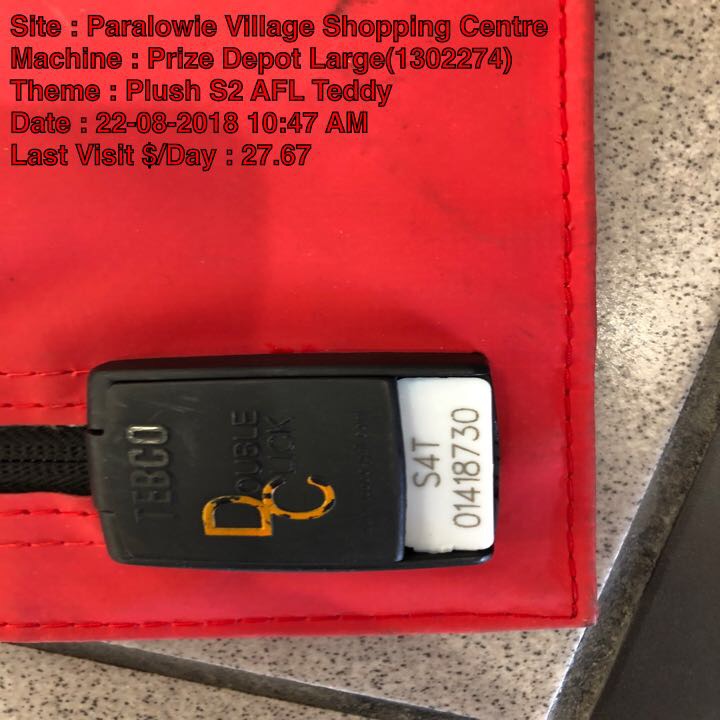 Site : Paralowie Village Shopping Centre
Machine : Prize Depot Large(1302274)
Theme : Plush S2 AFL Teddy
Date : 22-08-2018 10:47 AM
Last Visit $/Day : 27.67
TEBCO
DOUBLE
CLICK
S4T
01418730